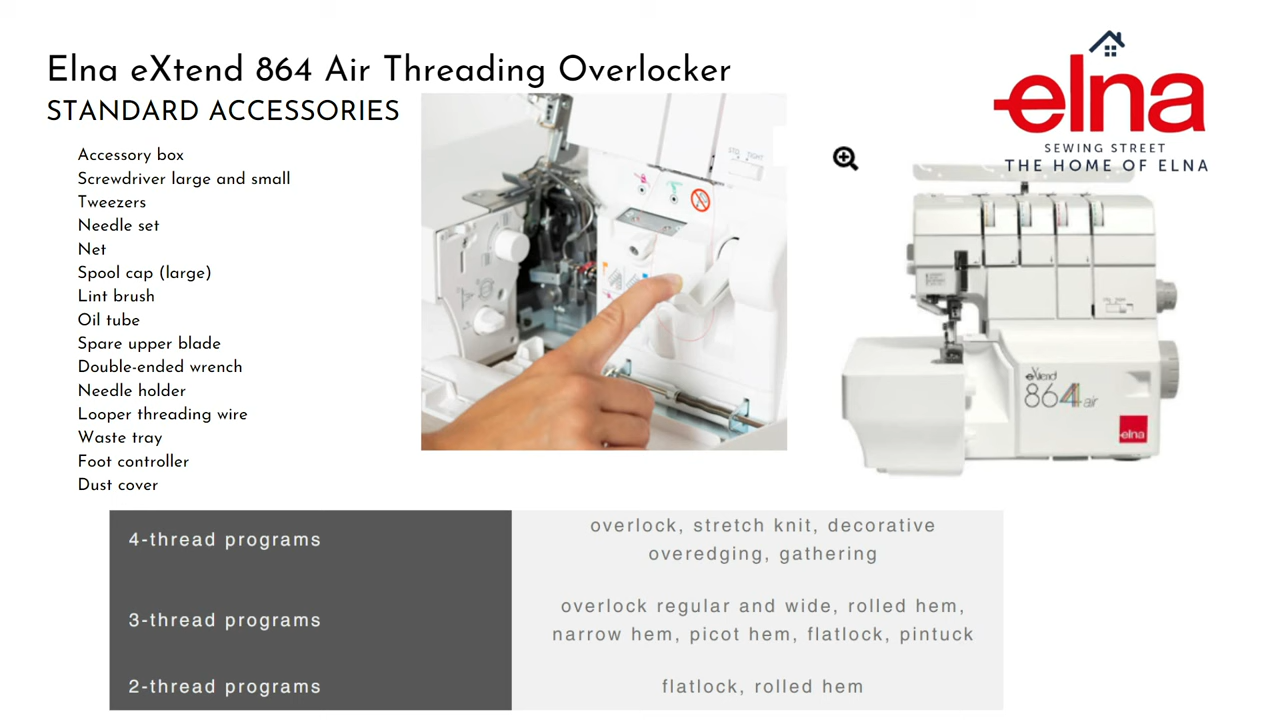 Elna eXtend 864 Air Threading Overlocker
STANDARD ACCESSORIES
Accessory box
Screwdriver large and small
Tweezers
Needle set
Net
Spool cap (large)
Lint brush
Oil tube
Spare upper blade
Double-ended wrench
Needle holder
Looper threading wire
Waste tray
Foot controller
Dust cover
elna
SEWING STREET
THE HOME OF ELNA
eXtend
864 air
elna
4-thread programs
overlock, stretch knit, decorative
overedging, gathering
3-thread programs
overlock regular and wide, rolled hem,
narrow hem, picot hem, flatlock, pintuck
2-thread programs
flatlock, rolled hem